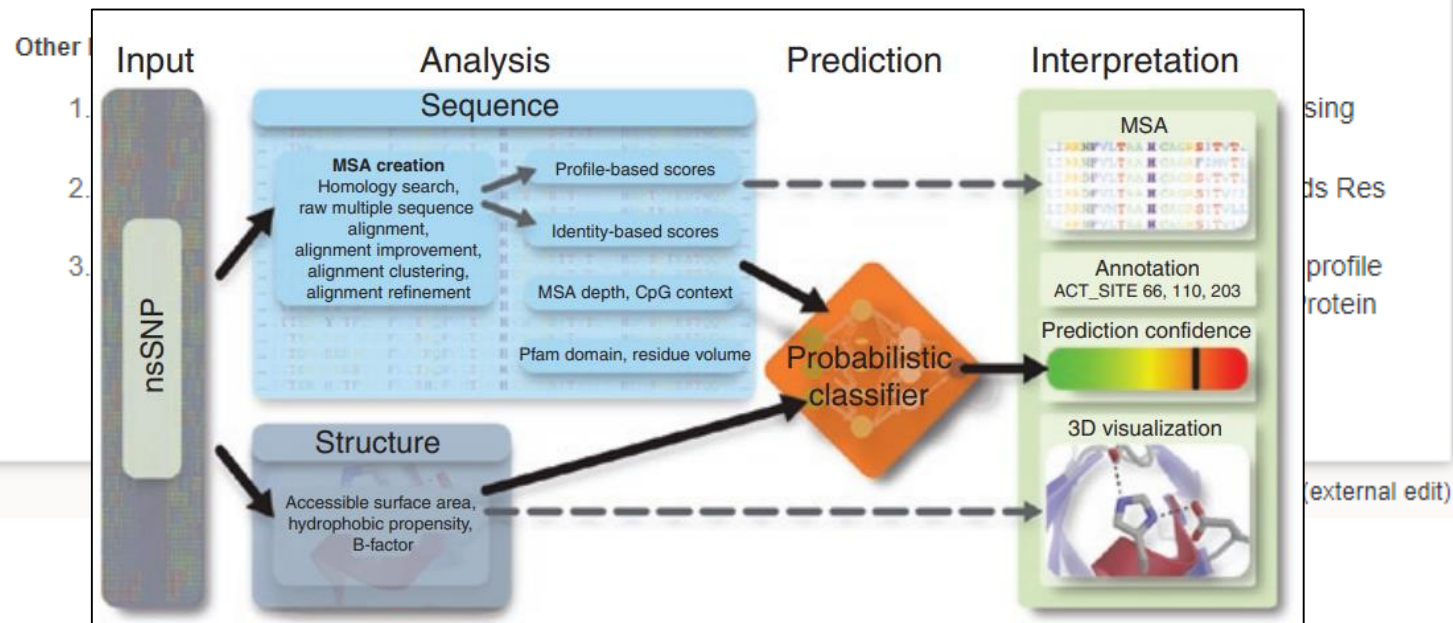 Other
Input
Analysis
Prediction
Interpretation
1.
2.
3.
sing
ds Res
profile
rotein
(external edit)
nsSNP
Sequence
MSA creation
Homology search,
raw multiple sequence
alignment,
alignment improvement,
alignment clustering,
alignment refinement
Profile-based scores
Identity-based scores
MSA depth, CpG context
Pfam domain, residue volume
Structure
Accessible surface area,
hydrophobic propensity,
B-factor
Probabilistic
classifier
MSA
Annotation
ACT_SITE 66, 110, 203
Prediction confidence
3D visualization